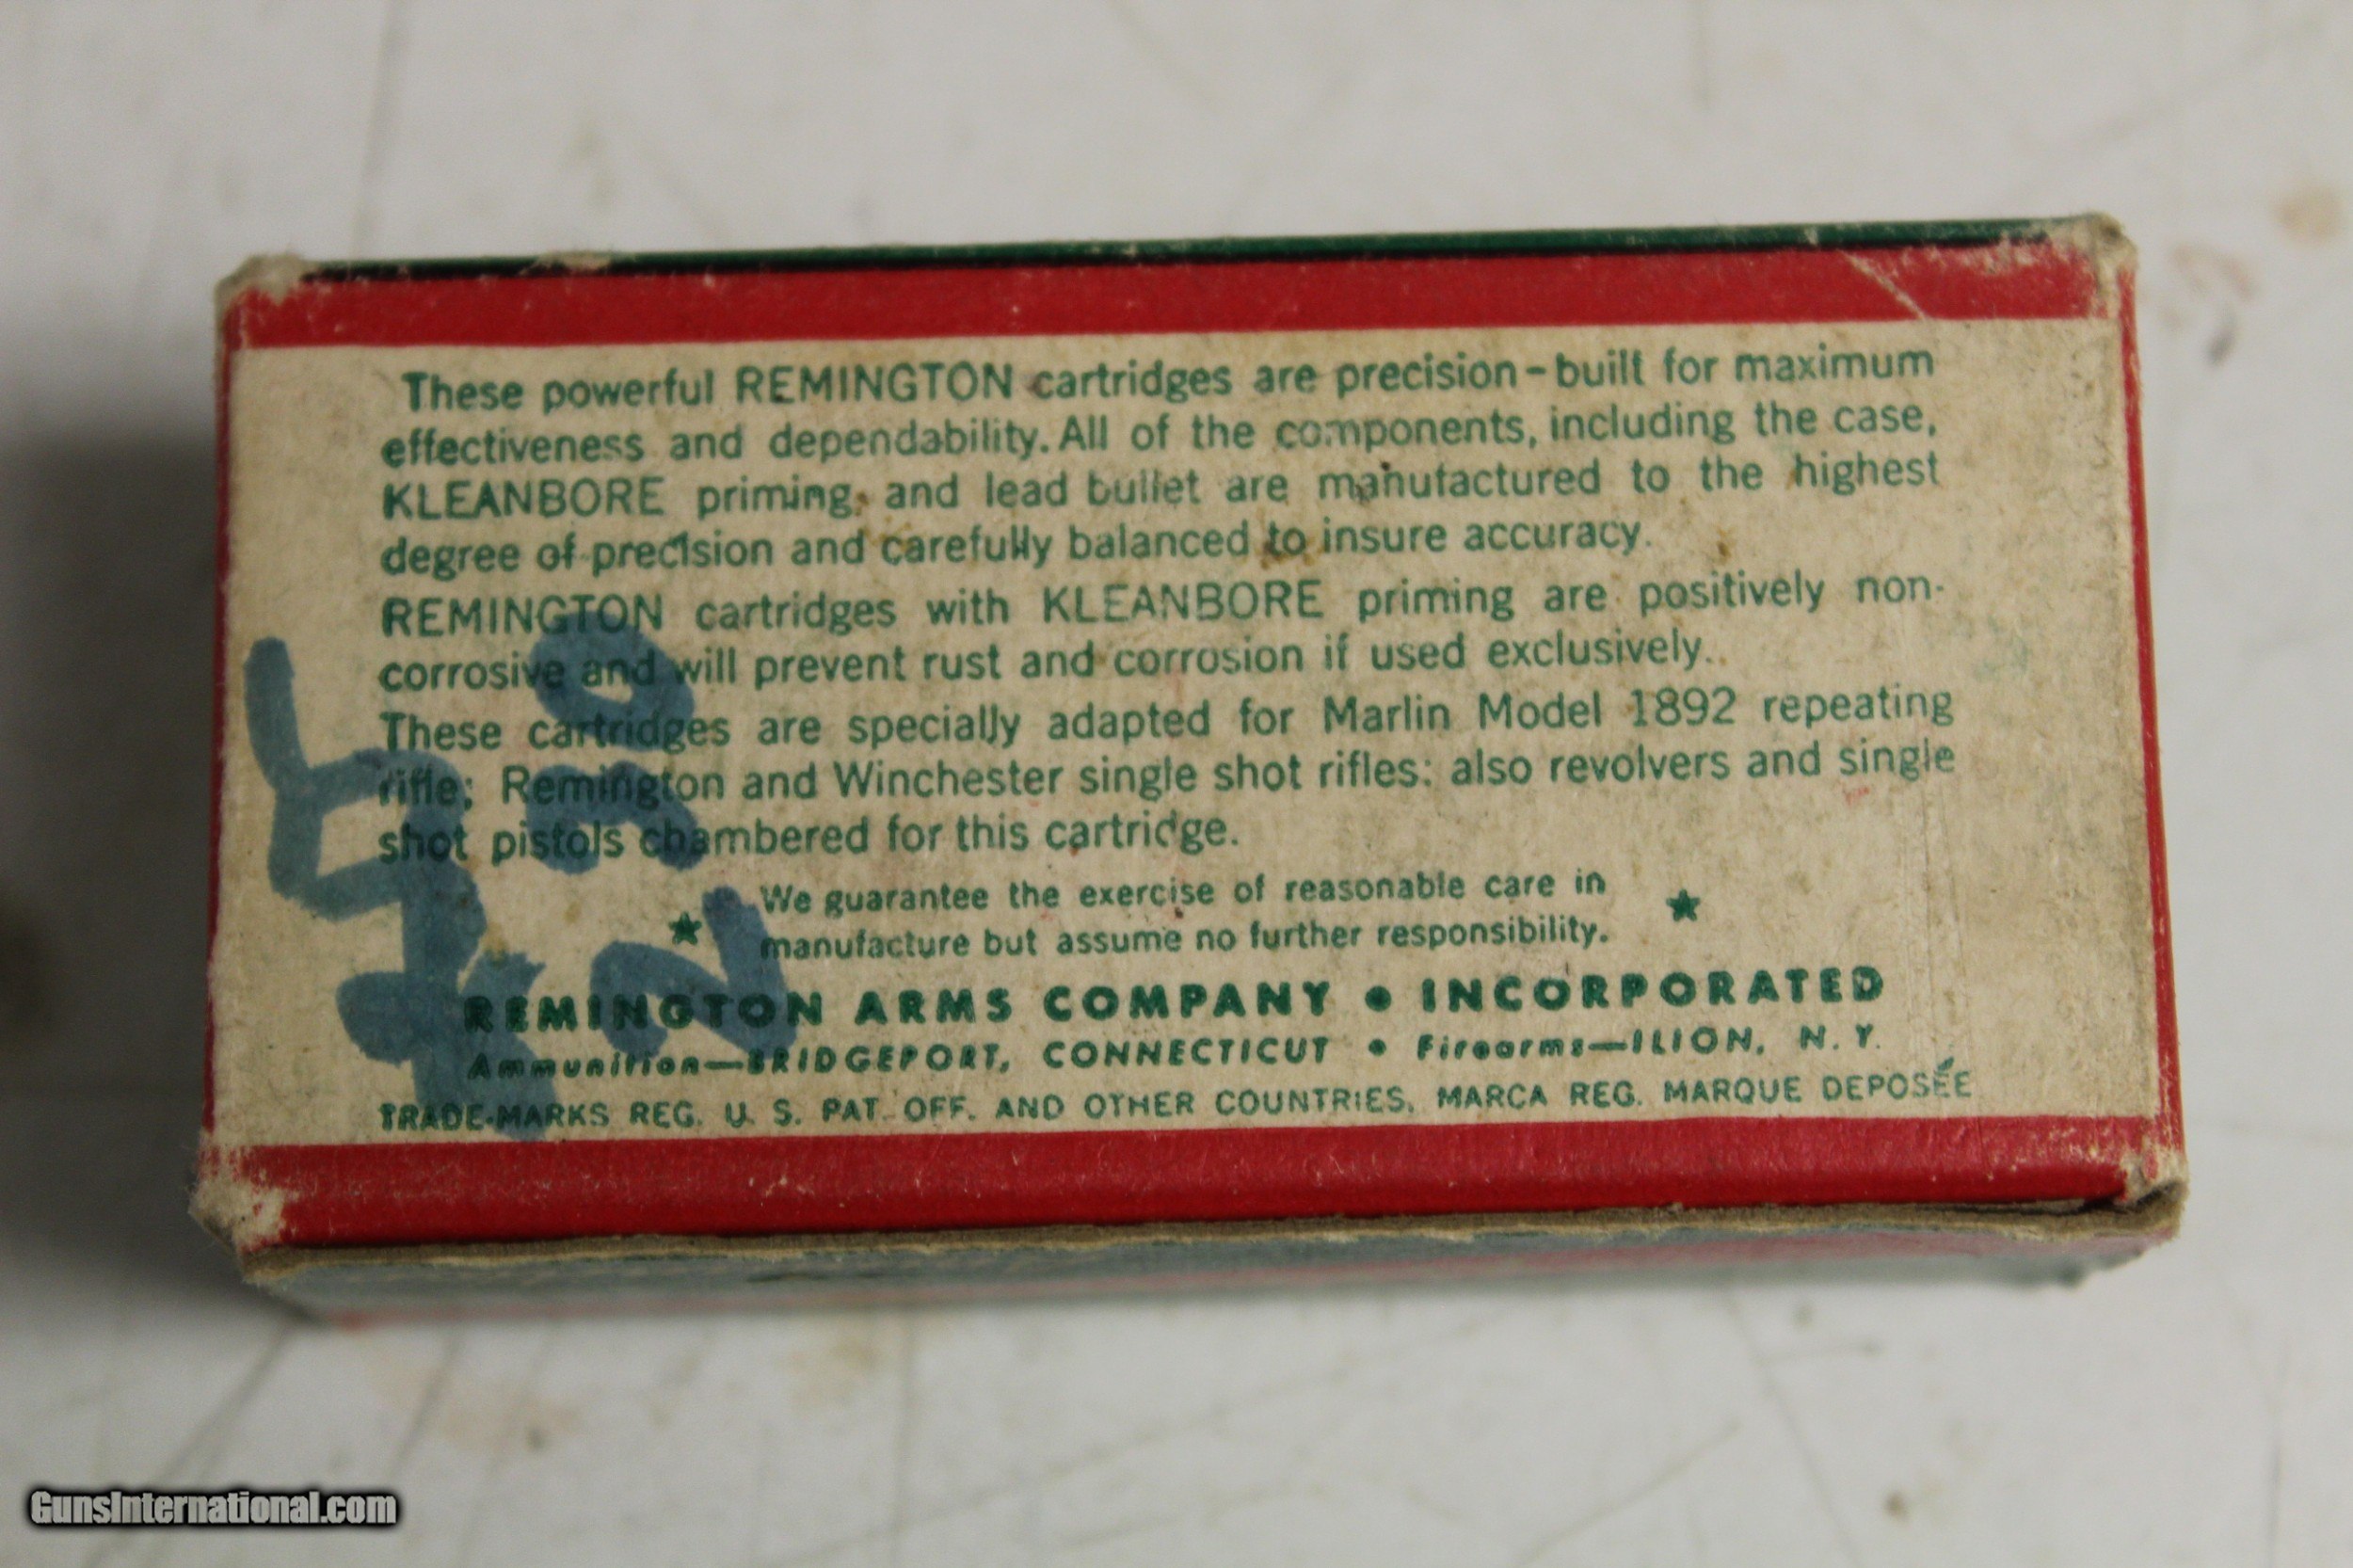 These powerful REMINGTON cartridges are precision-built for maximum
effectiveness and dependability. All of the components, including the case,
KLEANBORE priming, and lead bullet are manufactured to the highest
degree of precision and carefully balanced to insure accuracy.
REMINGTON cartridges with KLEANBORE priming are positively non-
corrosive and will prevent rust and corrosion if used exclusively.
These cartridges are specially adapted for Marlin Model 1892 repeating
rifle; Remington and Winchester single shot rifles: also revolvers and single
shot pistols chambered for this cartridge.
★ We guarantee the exercise of reasonable care in ★
manufacture but assume no further responsibility.
REMINGTON ARMS COMPANY • INCORPORATED
Ammunition—BRIDGEPORT, CONNECTICUT • Firearms—ILION, N. Y.
TRADE-MARKS REG. U. S. PAT. OFF. AND OTHER COUNTRIES, MARCA REG. MARQUE DEPOSÉE
GunsInternational.com